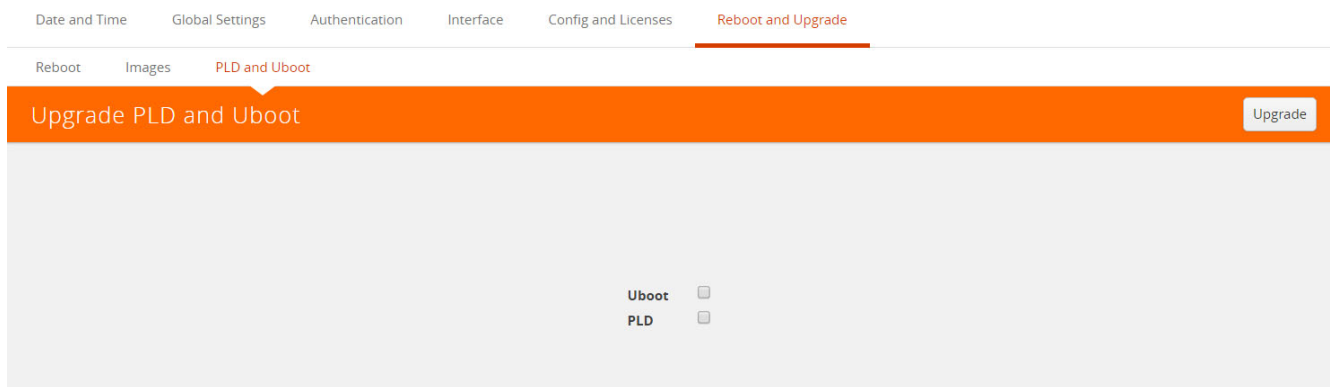 Date and Time Global Settings Authentication Interface Config and Licenses Reboot and Upgrade
Reboot Images PLD and Uboot
Upgrade PLD and Uboot Upgrade
Uboot
PLD